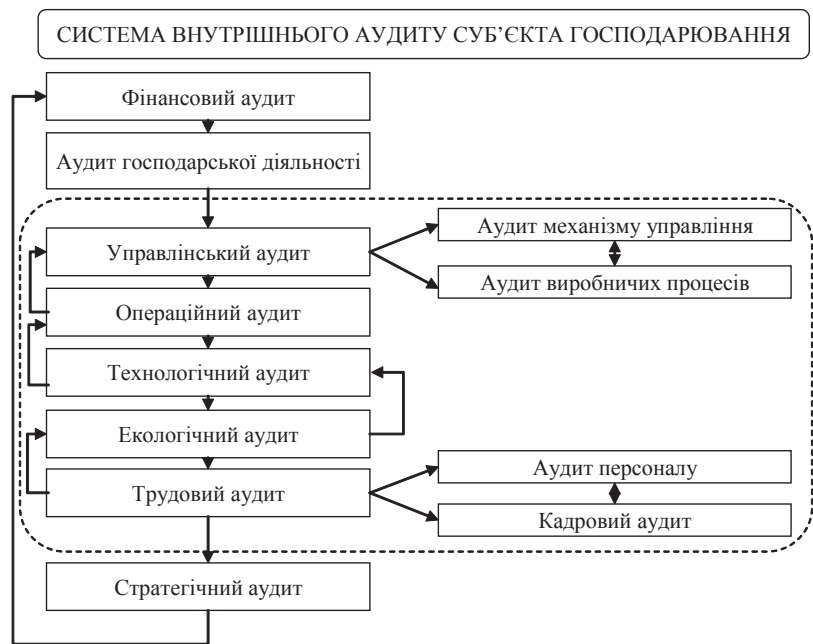 СИСТЕМА ВНУТРІШНЬОГО АУДИТУ СУБ’ЄКТА ГОСПОДАРЮВАННЯ
Фінансовий аудит
Аудит господарської діяльності
Управлінський аудит
Аудит механізму управління
Аудит виробничих процесів
Операційний аудит
Технологічний аудит
Екологічний аудит
Трудовий аудит
Аудит персоналу
Кадровий аудит
Стратегічний аудит